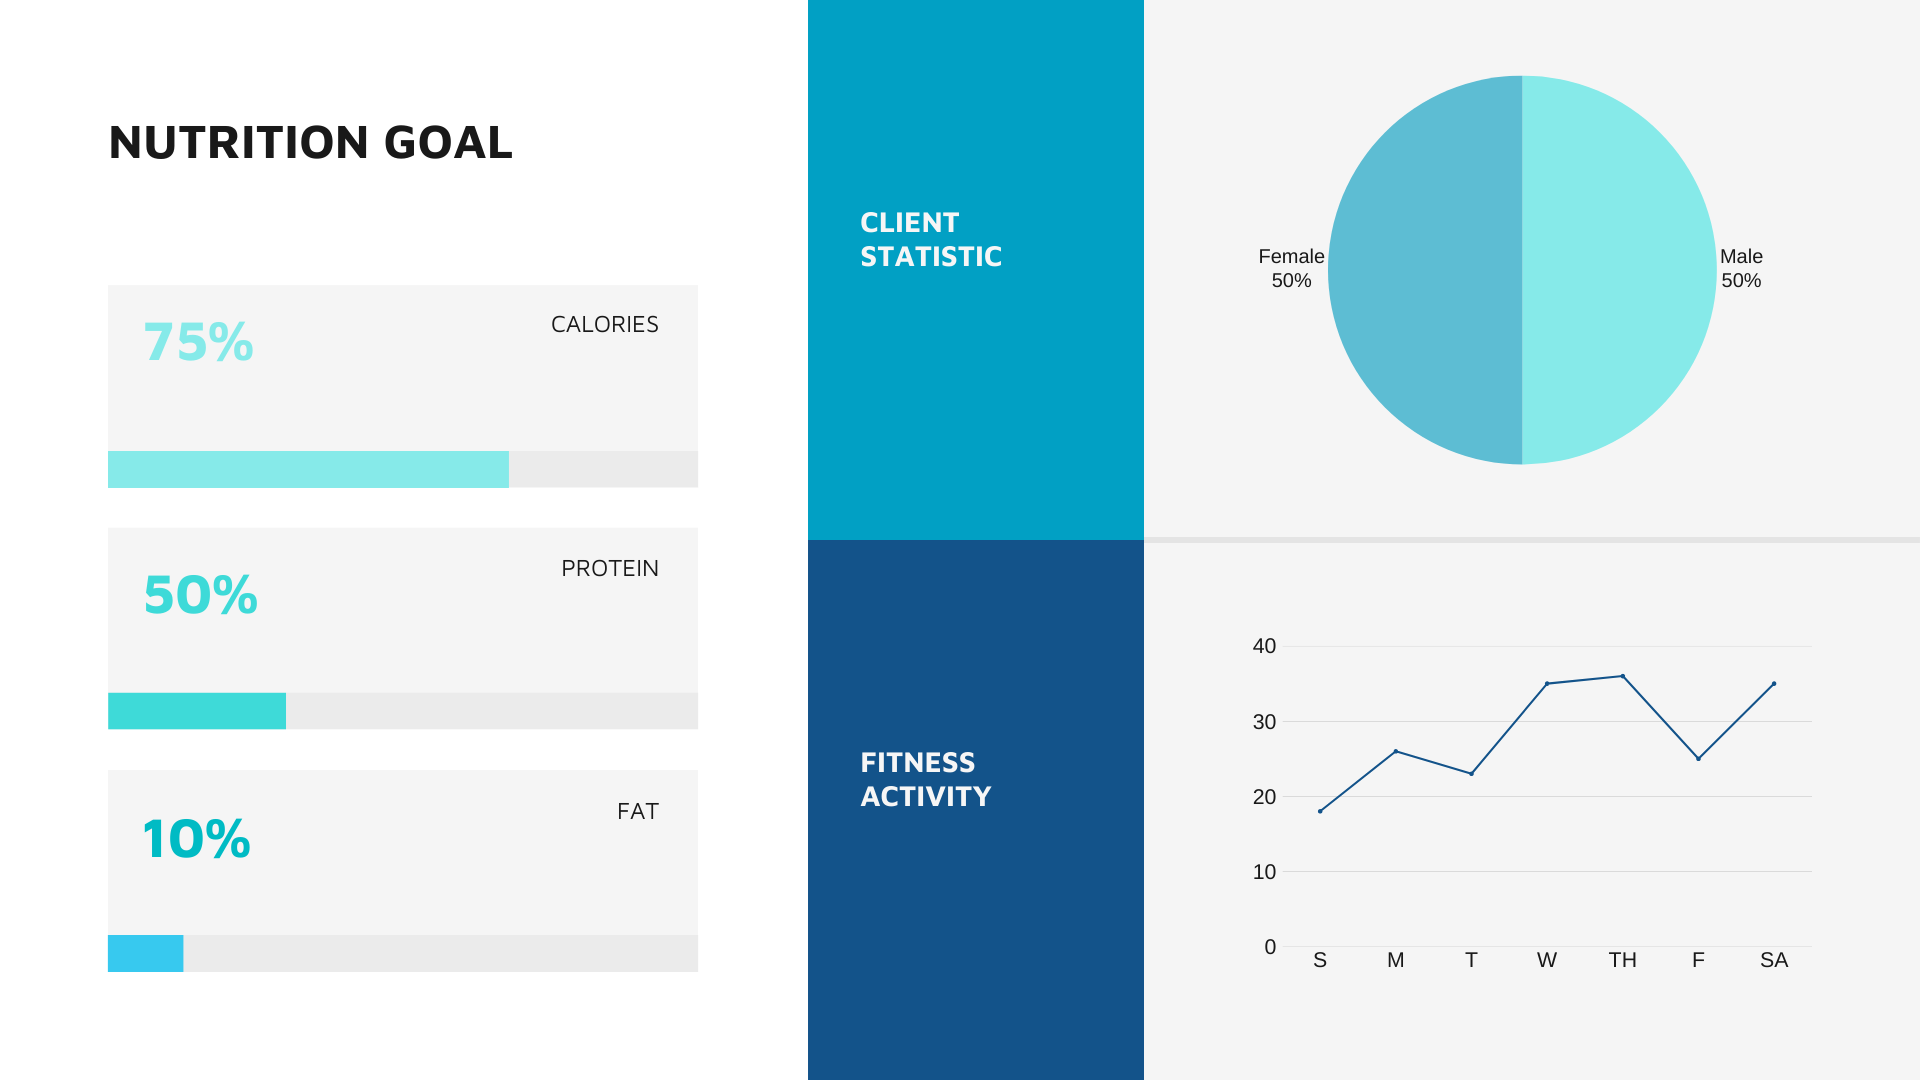 NUTRITION GOAL
75%
CALORIES
50%
PROTEIN
10%
FAT
CLIENT
STATISTIC
Female
50%
Male
50%
FITNESS
ACTIVITY
40
30
20
10
0
S M T W TH F SA